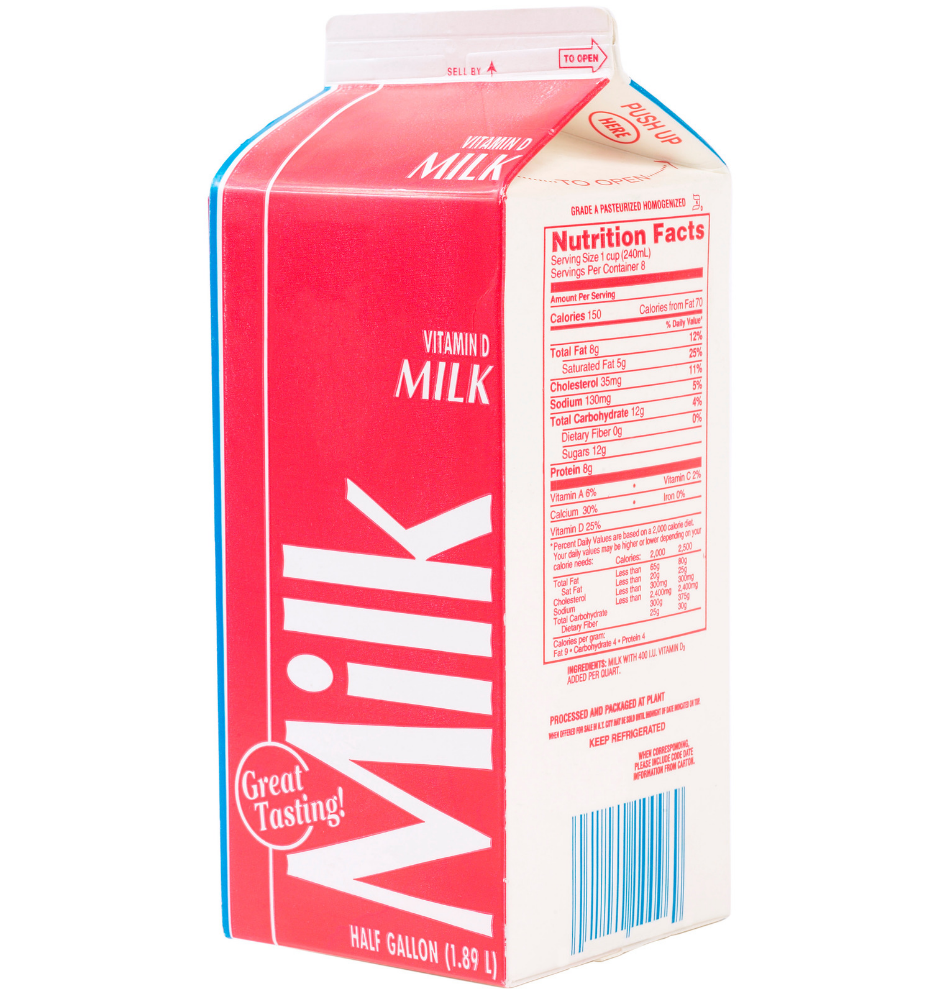 SELL BY
TO OPEN
VITAMIN D
MILK
VITAMIN D
MILK
Milk
Great
Tasting!
HALF GALLON (1.89 L)
PUSH UP
HERE
TO OPEN
GRADE A PASTEURIZED HOMOGENIZED
Nutrition Facts
Serving Size 1 cup (240mL)
Servings Per Container 8
Amount Per Serving
Calories 150 Calories from Fat 70
% Daily Value*
Total Fat 8g 12%
Saturated Fat 5g 25%
Cholesterol 35mg 11%
Sodium 130mg 5%
Total Carbohydrate 12g 4%
Dietary Fiber 0g 0%
Sugars 12g
Protein 8g
Vitamin A 6% • Vitamin C 2%
Calcium 30% • Iron 0%
Vitamin D 25%
*Percent Daily Values are based on a 2,000 calorie diet.
Your daily values may be higher or lower depending on your
calorie needs: Calories: 2,000 2,500
Total Fat Less than 65g 80g
Sat Fat Less than 20g 25g
Cholesterol Less than 300mg 300mg
Sodium Less than 2,400mg 2,400mg
Total Carbohydrate 300g 375g
Dietary Fiber 25g 30g
Calories per gram:
Fat 9 • Carbohydrate 4 • Protein 4
INGREDIENTS: MILK WITH 400 I.U. VITAMIN D₃
ADDED PER QUART.
PROCESSED AND PACKAGED AT PLANT
WHEN OFFERED FOR SALE IN N.Y. CITY MAY BE SOLD UNTIL MIDNIGHT OF DATE INDICATED ON TOP.
KEEP REFRIGERATED
WHEN CORRESPONDING,
PLEASE INCLUDE CODE DATE
INFORMATION FROM CARTON.